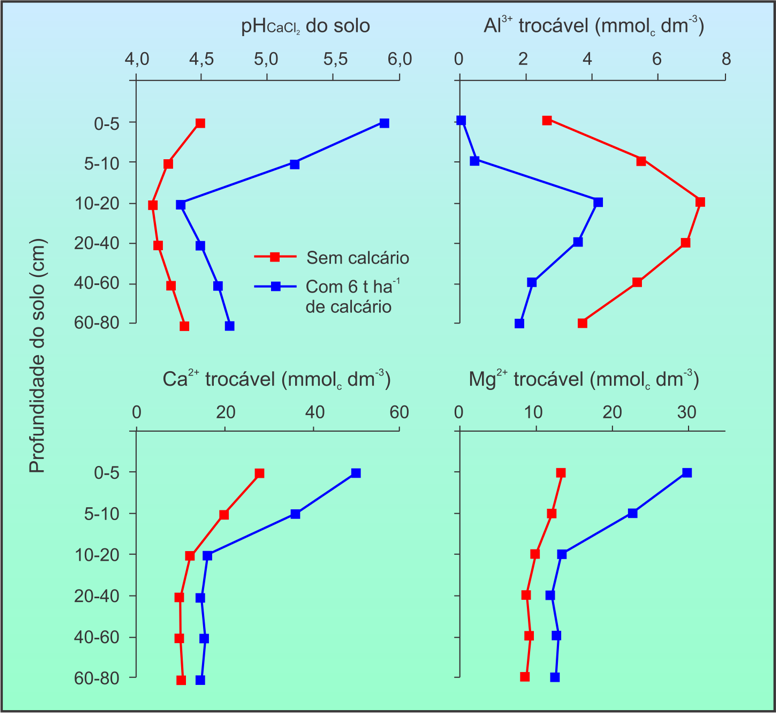 pHCaCl₂ do solo
4,0 4,5 5,0 5,5 6,0
Al³⁺ trocável (mmolc dm⁻³)
0 2 4 6 8
Profundidade do solo (cm)
0-5
5-10
10-20
20-40
40-60
60-80
Sem calcário
Com 6 t ha⁻¹
de calcário
Ca²⁺ trocável (mmolc dm⁻³)
0 20 40 60
Mg²⁺ trocável (mmolc dm⁻³)
0 10 20 30
0-5
5-10
10-20
20-40
40-60
60-80